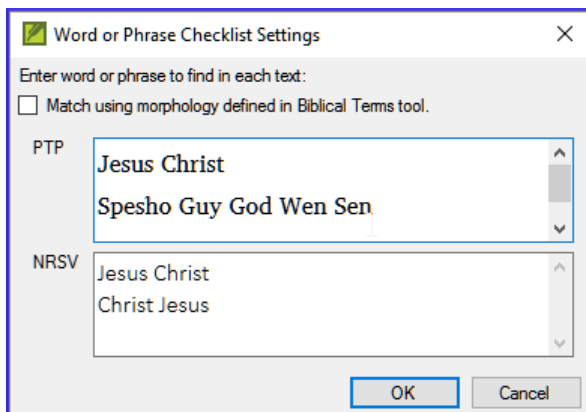 Word or Phrase Checklist Settings
Enter word or phrase to find in each text:
Match using morphology defined in Biblical Terms tool.
PTP
Jesus Christ
Spesho Guy God Wen Sen
NRSV
Jesus Christ
Christ Jesus
OK
Cancel